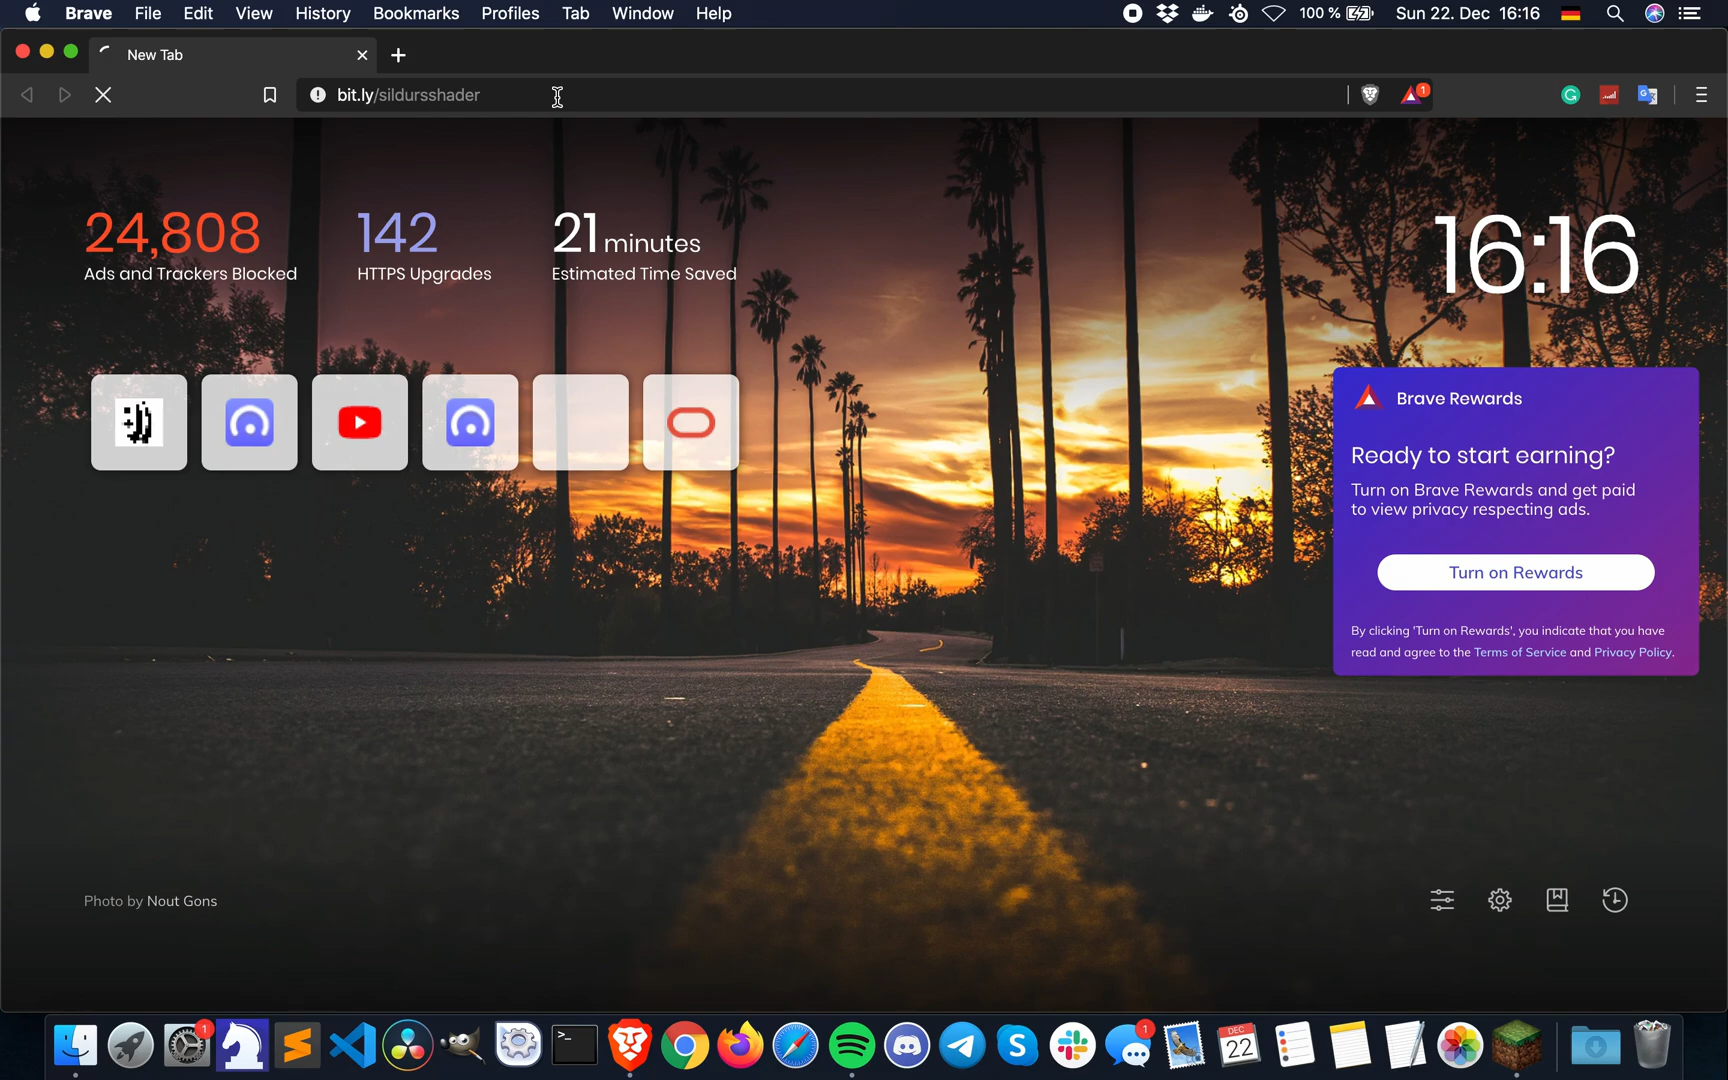 Brave File Edit View History Bookmarks Profiles Tab Window Help 100 % Sun 22. Dec 16:16
New Tab
bit.ly/sildursshader
1
24,808
Ads and Trackers Blocked
142
HTTPS Upgrades
21 minutes
Estimated Time Saved
16:16
Brave Rewards
Ready to start earning?
Turn on Brave Rewards and get paid
to view privacy respecting ads.
Turn on Rewards
By clicking 'Turn on Rewards', you indicate that you have
read and agree to the Terms of Service and Privacy Policy.
Photo by Nout Gons
1
1
DEC
22